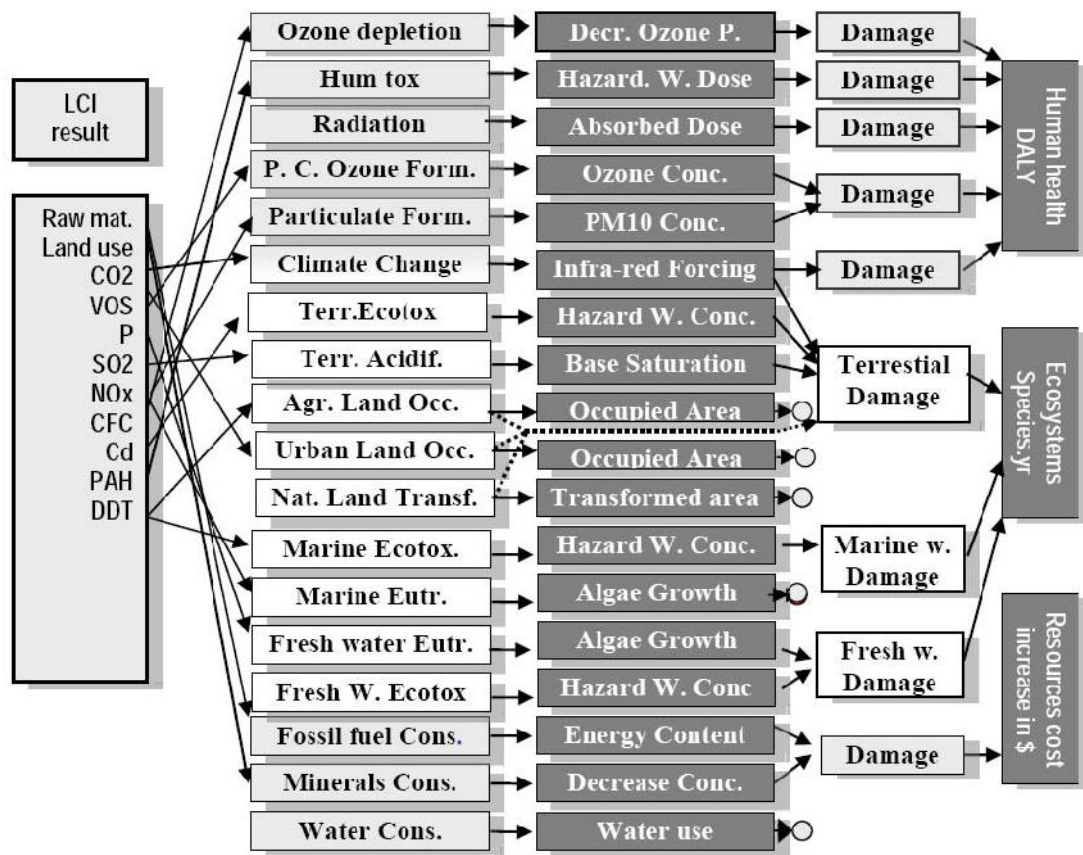 LCI
result
Raw mat.
Land use
CO2
VOS
P
SO2
NOx
CFC
Cd
PAH
DDT
Ozone depletion
Hum tox
Radiation
P. C. Ozone Form.
Particulate Form.
Climate Change
Terr.Ecotox
Terr. Acidif.
Agr. Land Occ.
Urban Land Occ.
Nat. Land Transf.
Marine Ecotox.
Marine Eutr.
Fresh water Eutr.
Fresh W. Ecotox
Fossil fuel Cons.
Minerals Cons.
Water Cons.
Decr. Ozone P.
Hazard. W. Dose
Absorbed Dose
Ozone Conc.
PM10 Conc.
Infra-red Forcing
Hazard W. Conc.
Base Saturation
Occupied Area
Occupied Area
Transformed area
Hazard W. Conc.
Algae Growth
Algae Growth
Hazard W. Conc
Energy Content
Decrease Conc.
Water use
Damage
Damage
Damage
Damage
Damage
Terrestial
Damage
Marine w.
Damage
Fresh w.
Damage
Damage
Human health
DALY
Ecosystems
Species.yr
Resources cost
increase in $